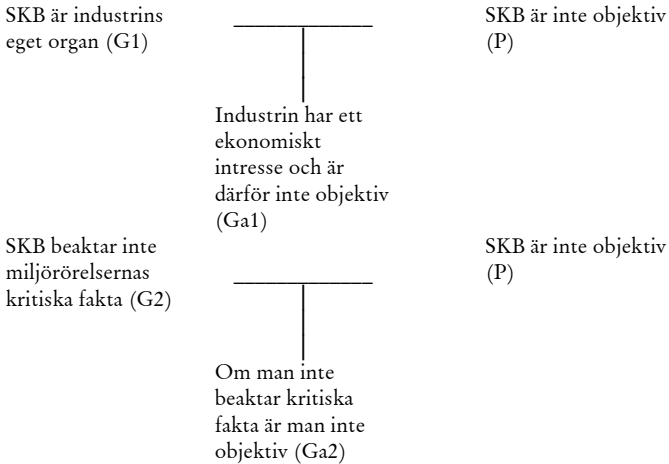 SKB är industrins
eget organ (G1)
SKB är inte objektiv
(P)
Industrin har ett
ekonomiskt
intresse och är
därför inte objektiv
(Ga1)
SKB beaktar inte
miljörörelsernas
kritiska fakta (G2)
SKB är inte objektiv
(P)
Om man inte
beaktar kritiska
fakta är man inte
objektiv (Ga2)